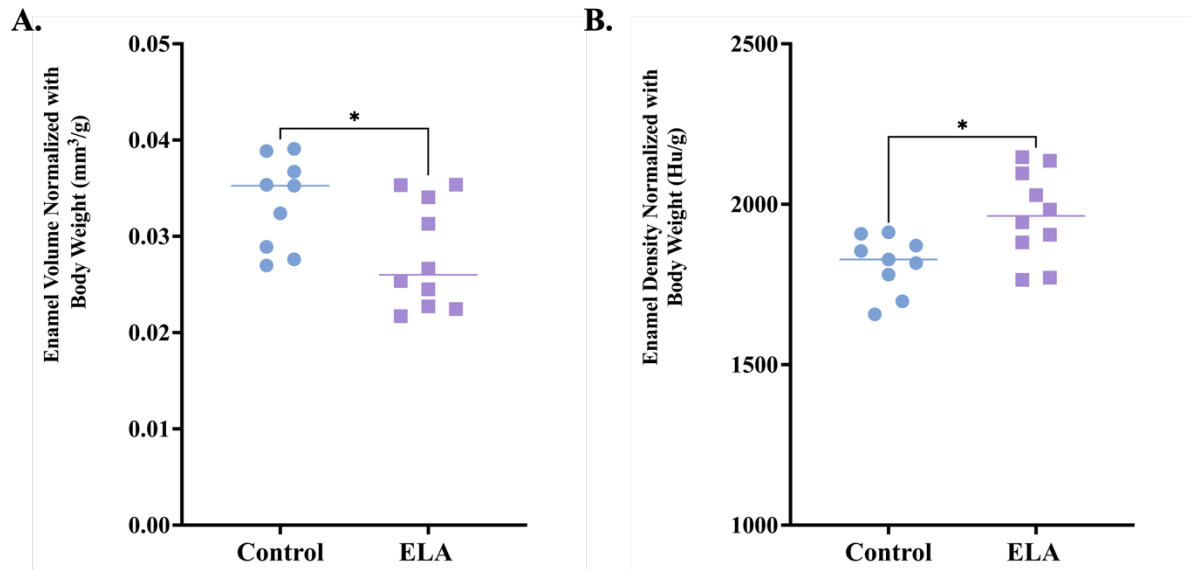 A.
Enamel Volume Normalized with
Body Weight (mm³/g)
0.05
0.04
0.03
0.02
0.01
0.00
*
Control
ELA
B.
Enamel Density Normalized with
Body Weight (Hu/g)
2500
2000
1500
1000
*
Control
ELA